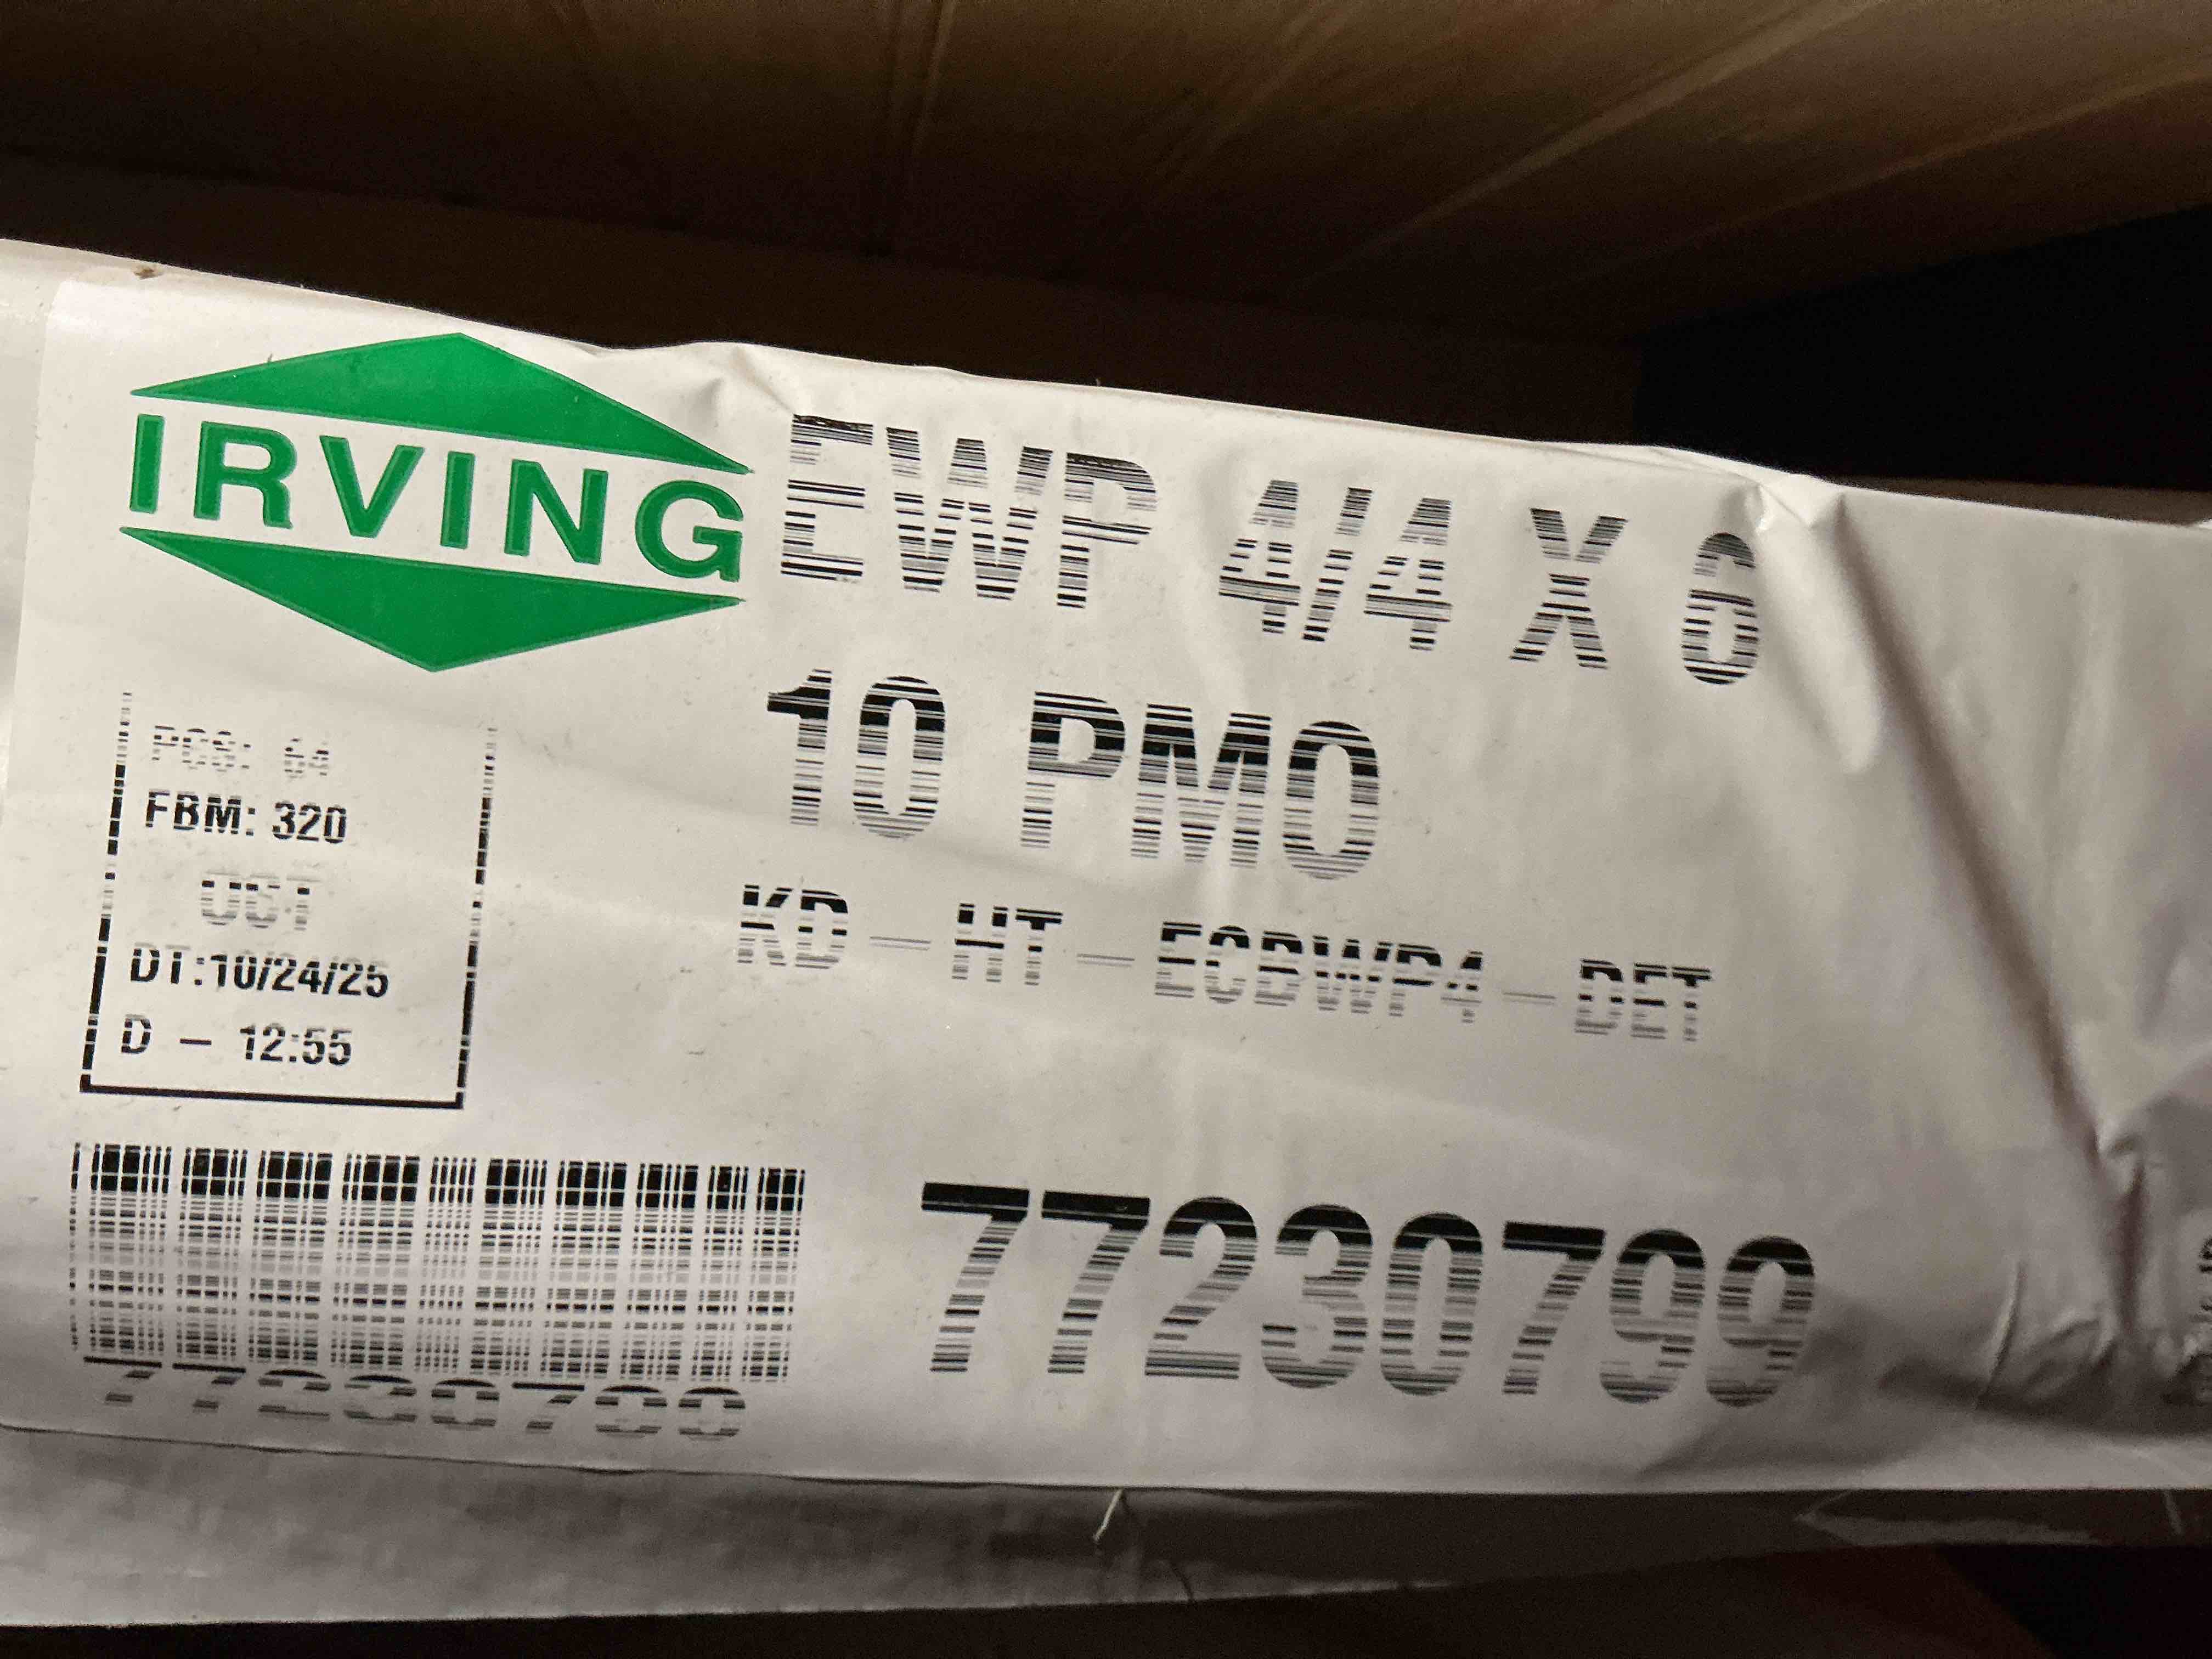 IRVING
EWP 4/4 X 6
10 PMO
PCS: 64
FBM: 320
DT:10/24/25
D - 12:55
KD - HT - ECBWP4 - DET
77230799
77230799